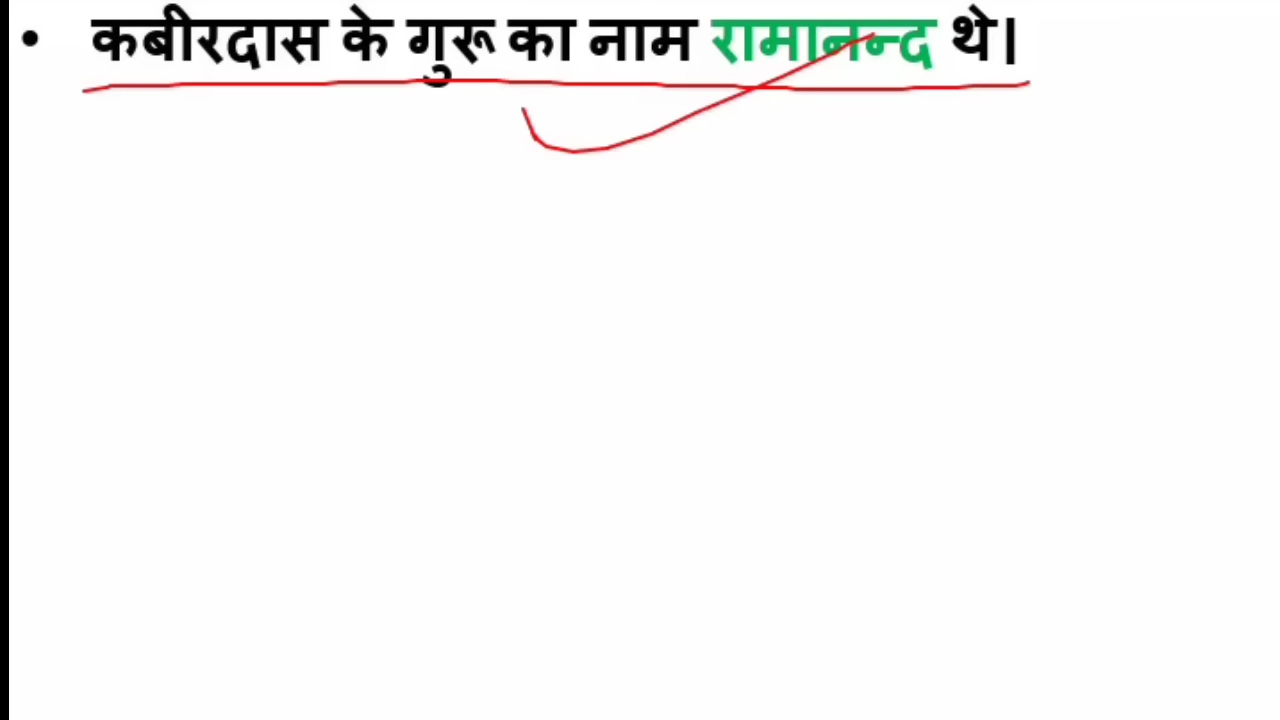 • कबीरदास के गुरू का नाम रामानन्द थे।